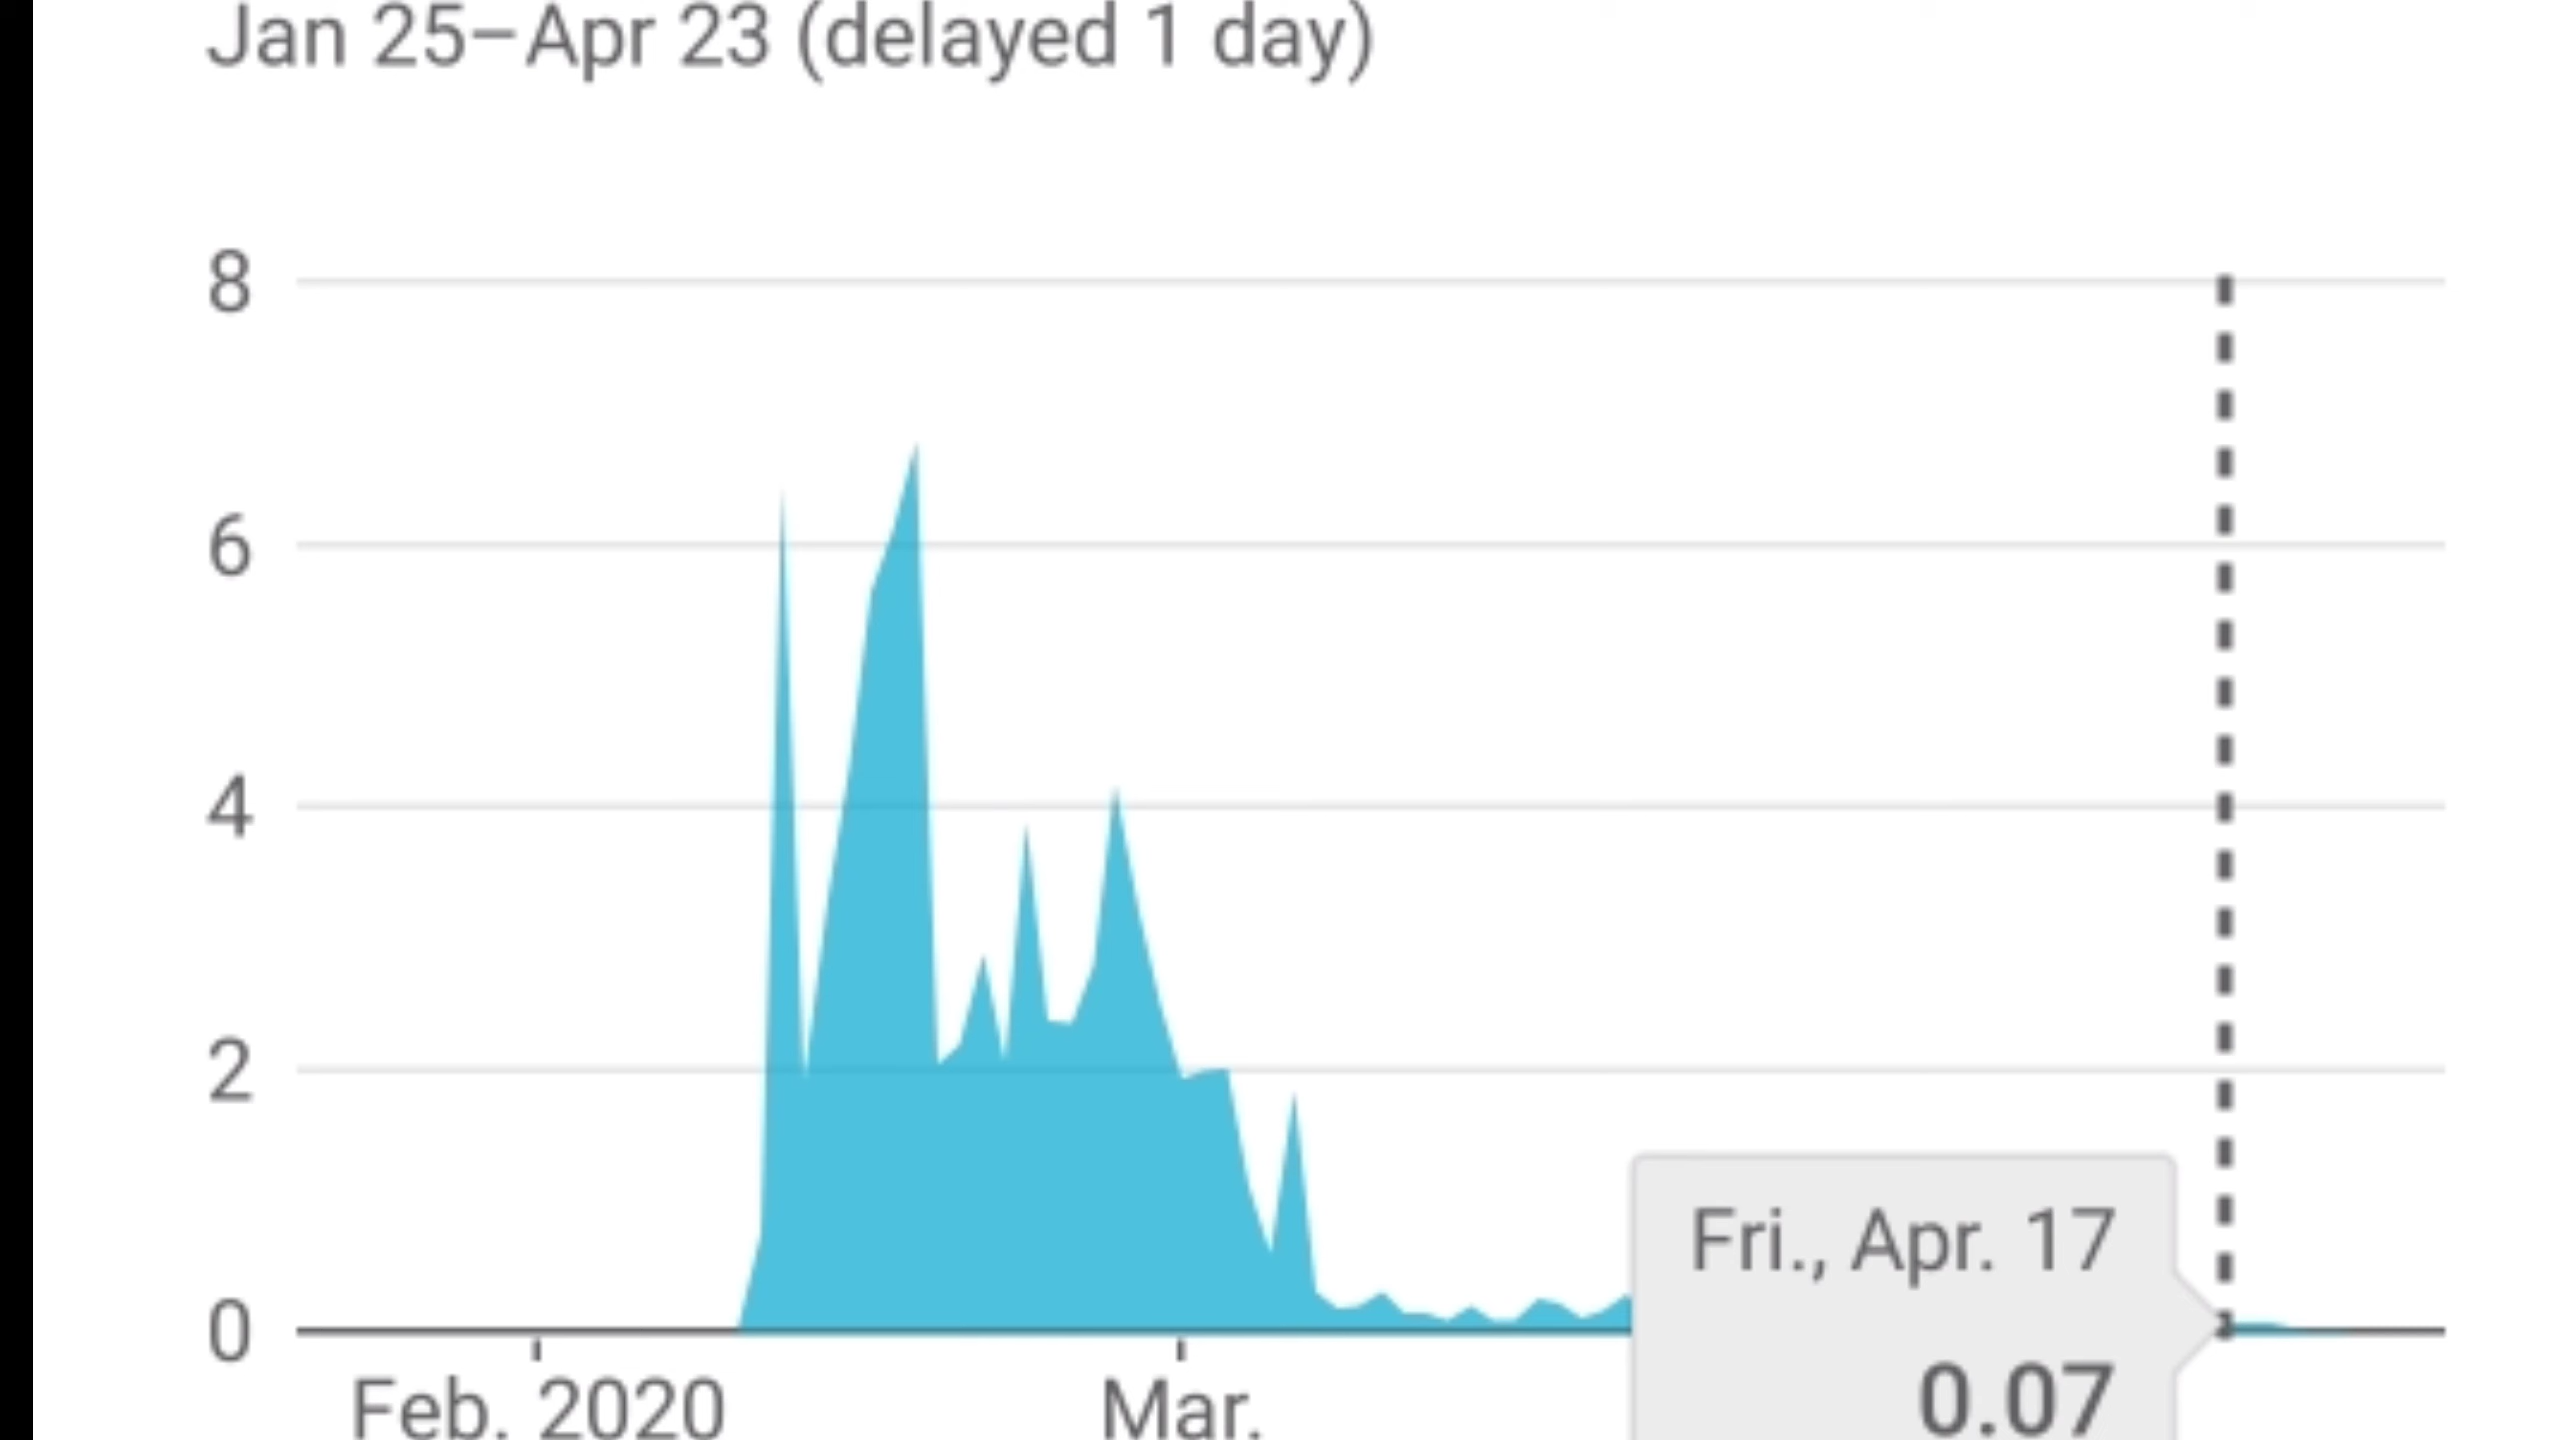 Jan 25–Apr 23 (delayed 1 day)
8
6
4
2
0
Feb. 2020
Mar.
Fri., Apr. 17
0.07